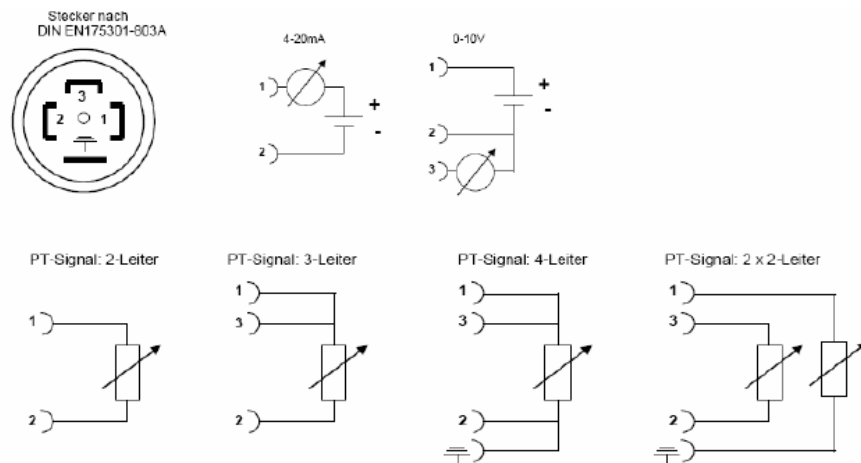 Stecker nach
DIN EN175301-803A
3
2 1
4-20mA
1
+
-
2
0-10V
1
+
-
2
3
PT-Signal: 2-Leiter
1
2
PT-Signal: 3-Leiter
1
3
2
PT-Signal: 4-Leiter
1
3
2
PT-Signal: 2 x 2-Leiter
1
3
2